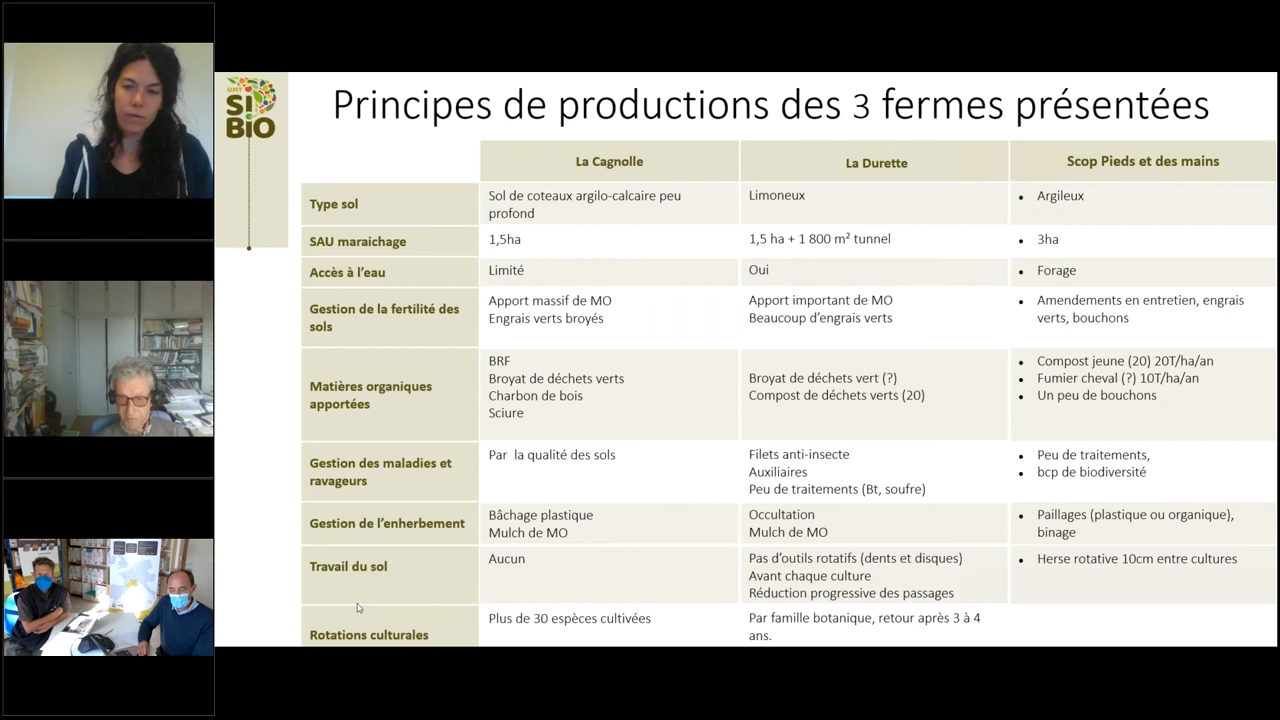 UMT
SI
BIO
Principes de productions des 3 fermes présentées
La Cagnolle
La Durette
Scop Pieds et des mains
Type sol
Sol de coteaux argilo-calcaire peu
profond
Limoneux
• Argileux
SAU maraichage
1,5ha
1,5 ha + 1 800 m² tunnel
• 3ha
Accès à l'eau
Limité
Oui
• Forage
Gestion de la fertilité des
sols
Apport massif de MO
Engrais verts broyés
Apport important de MO
Beaucoup d'engrais verts
• Amendements en entretien, engrais
verts, bouchons
Matières organiques
apportées
BRF
Broyat de déchets verts
Charbon de bois
Sciure
Broyat de déchets vert (?)
Compost de déchets verts (20)
• Compost jeune (20) 20T/ha/an
• Fumier cheval (?) 10T/ha/an
• Un peu de bouchons
Gestion des maladies et
ravageurs
Par la qualité des sols
Filets anti-insecte
Auxiliaires
Peu de traitements (Bt, soufre)
• Peu de traitements,
• bcp de biodiversité
Gestion de l'enherbement
Bâchage plastique
Mulch de MO
Occultation
Mulch de MO
• Paillages (plastique ou organique),
binage
Travail du sol
Aucun
Pas d'outils rotatifs (dents et disques)
Avant chaque culture
Réduction progressive des passages
• Herse rotative 10cm entre cultures
Rotations culturales
Plus de 30 espèces cultivées
Par famille botanique, retour après 3 à 4
ans.